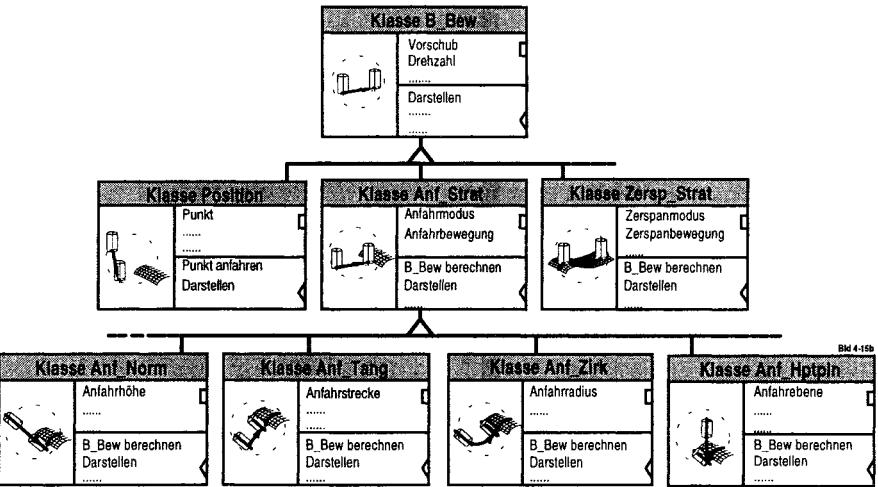 Klasse B_Bew
Vorschub
Drehzahl
.......
Darstellen
.......
......
Klasse Position
Punkt
......
......
Punkt anfahren
Darstellen
Klasse Anf_Strat
Anfahrmodus
Anfahrbewegung
B_Bew berechnen
Darstellen
......
Klasse Zersp_Strat
Zerspanmodus
Zerspanbewegung
......
B_Bew berechnen
Darstellen
......
Bild 4-15b
Klasse Anf_Norm
Anfahrhöhe
......
......
B_Bew berechnen
Darstellen
......
Klasse Anf_Tang
Anfahrstrecke
......
......
B_Bew berechnen
Darstellen
......
Klasse Anf_Zirk
Anfahrradius
......
B_Bew berechnen
Darstellen
......
Klasse Anf_Hptpln
Anfahrebene
......
......
B_Bew berechnen
Darstellen
......